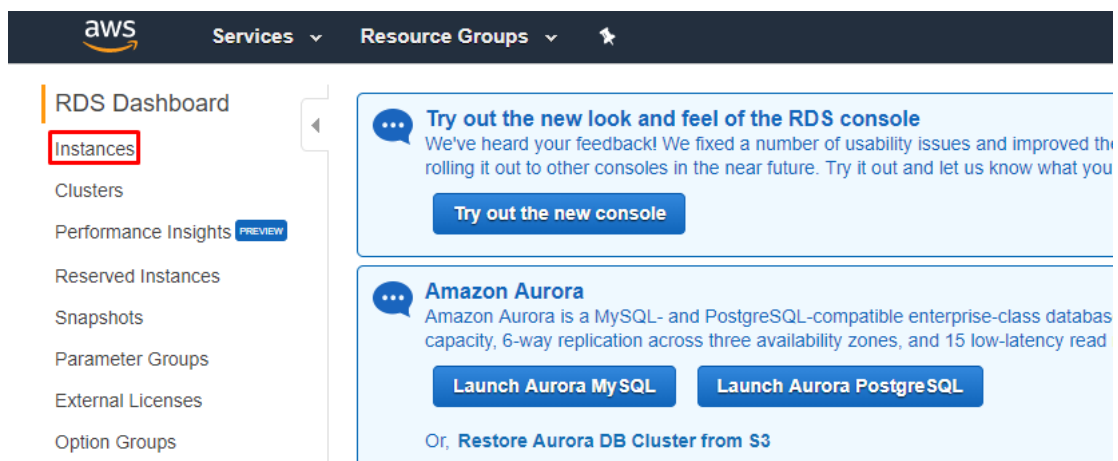 aws Services Resource Groups
RDS Dashboard
Instances
Clusters
Performance Insights PREVIEW
Reserved Instances
Snapshots
Parameter Groups
External Licenses
Option Groups
Try out the new look and feel of the RDS console
We've heard your feedback! We fixed a number of usability issues and improved the
rolling it out to other consoles in the near future. Try it out and let us know what you
Try out the new console
Amazon Aurora
Amazon Aurora is a MySQL- and PostgreSQL-compatible enterprise-class databas
capacity, 6-way replication across three availability zones, and 15 low-latency read
Launch Aurora MySQL Launch Aurora PostgreSQL
Or, Restore Aurora DB Cluster from S3